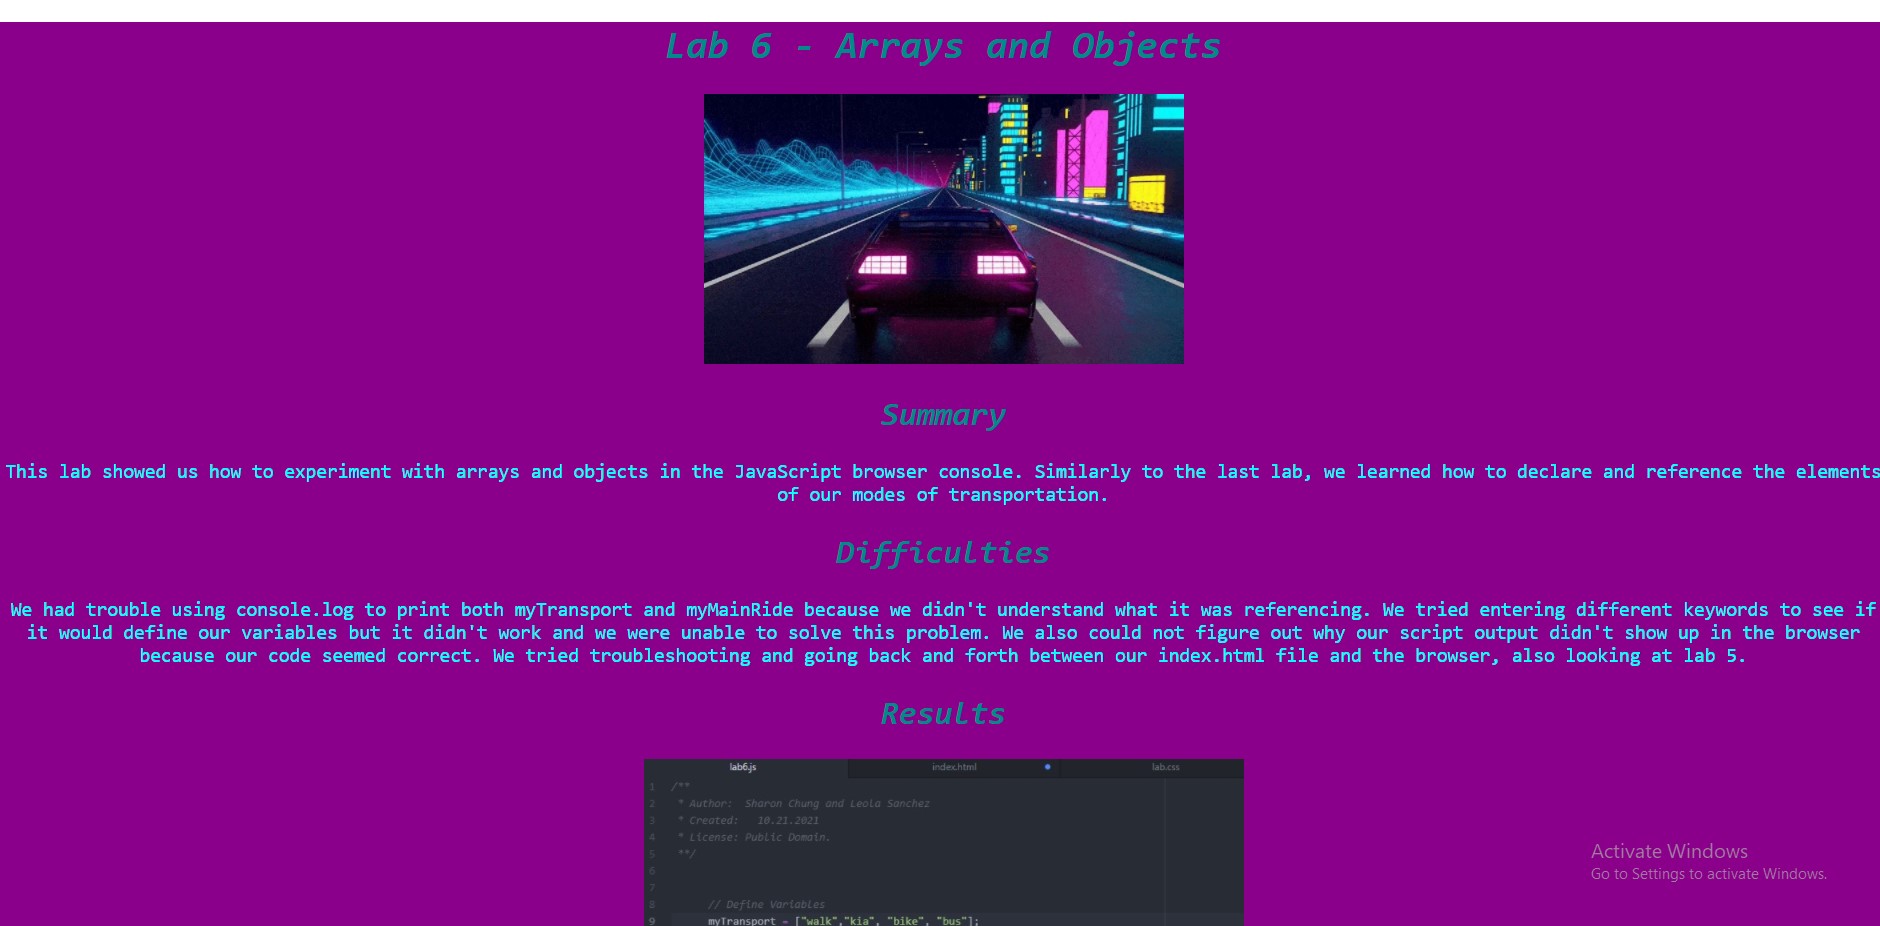 Lab 6 - Arrays and Objects
Summary
This lab showed us how to experiment with arrays and objects in the JavaScript browser console. Similarly to the last lab, we learned how to declare and reference the elements
of our modes of transportation.
Difficulties
We had trouble using console.log to print both myTransport and myMainRide because we didn't understand what it was referencing. We tried entering different keywords to see if
it would define our variables but it didn't work and we were unable to solve this problem. We also could not figure out why our script output didn't show up in the browser
because our code seemed correct. We tried troubleshooting and going back and forth between our index.html file and the browser, also looking at lab 5.
Results
lab6.js index.html lab.css
1 /**
2 * Author: Sharon Chung and Leola Sanchez
3 * Created: 10.21.2021
4 * License: Public Domain.
5 **/
6
7
8 // Define Variables
9 myTransport = ["walk","kia", "bike", "bus"];
Activate Windows
Go to Settings to activate Windows.